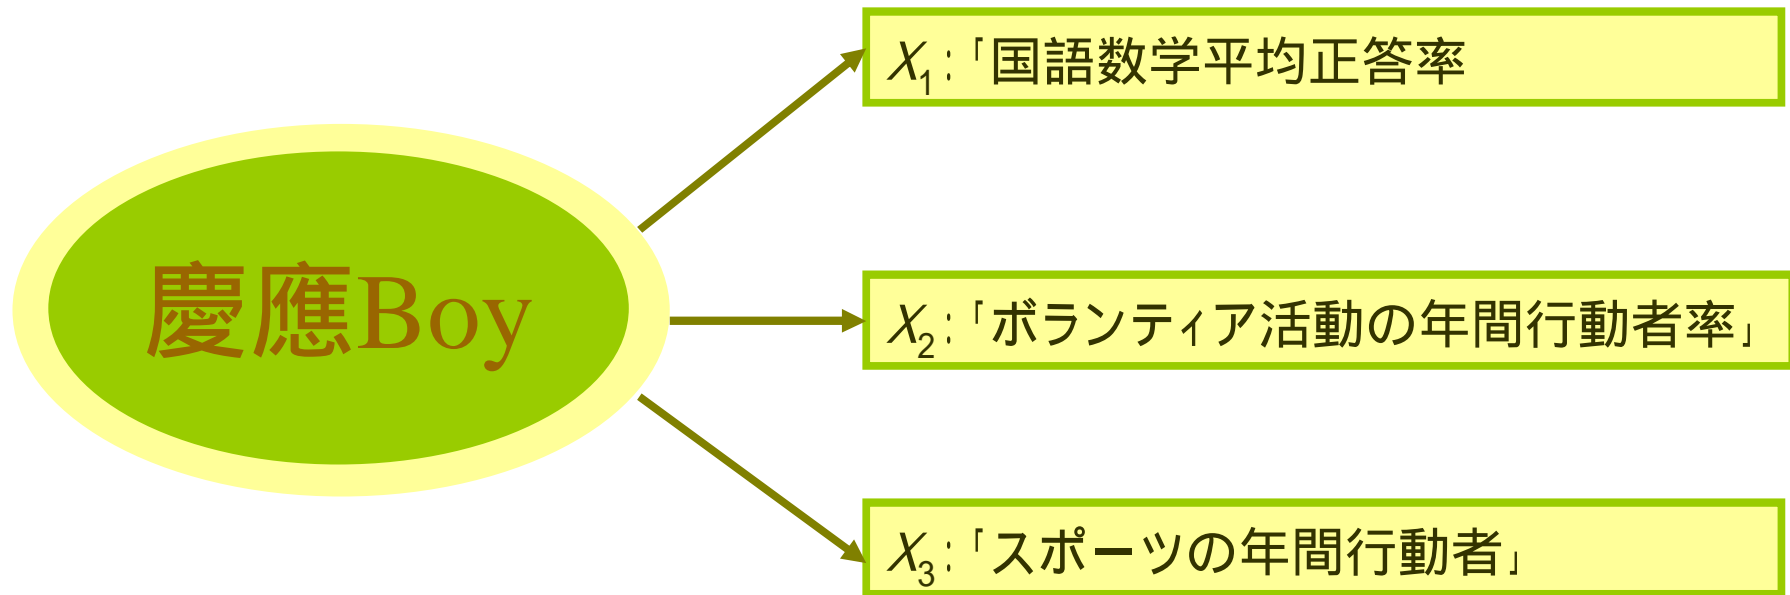 X1:「国語数学平均正答率
慶應Boy
X2:「ボランティア活動の年間行動者率」
X3:「スポーツの年間行動者」